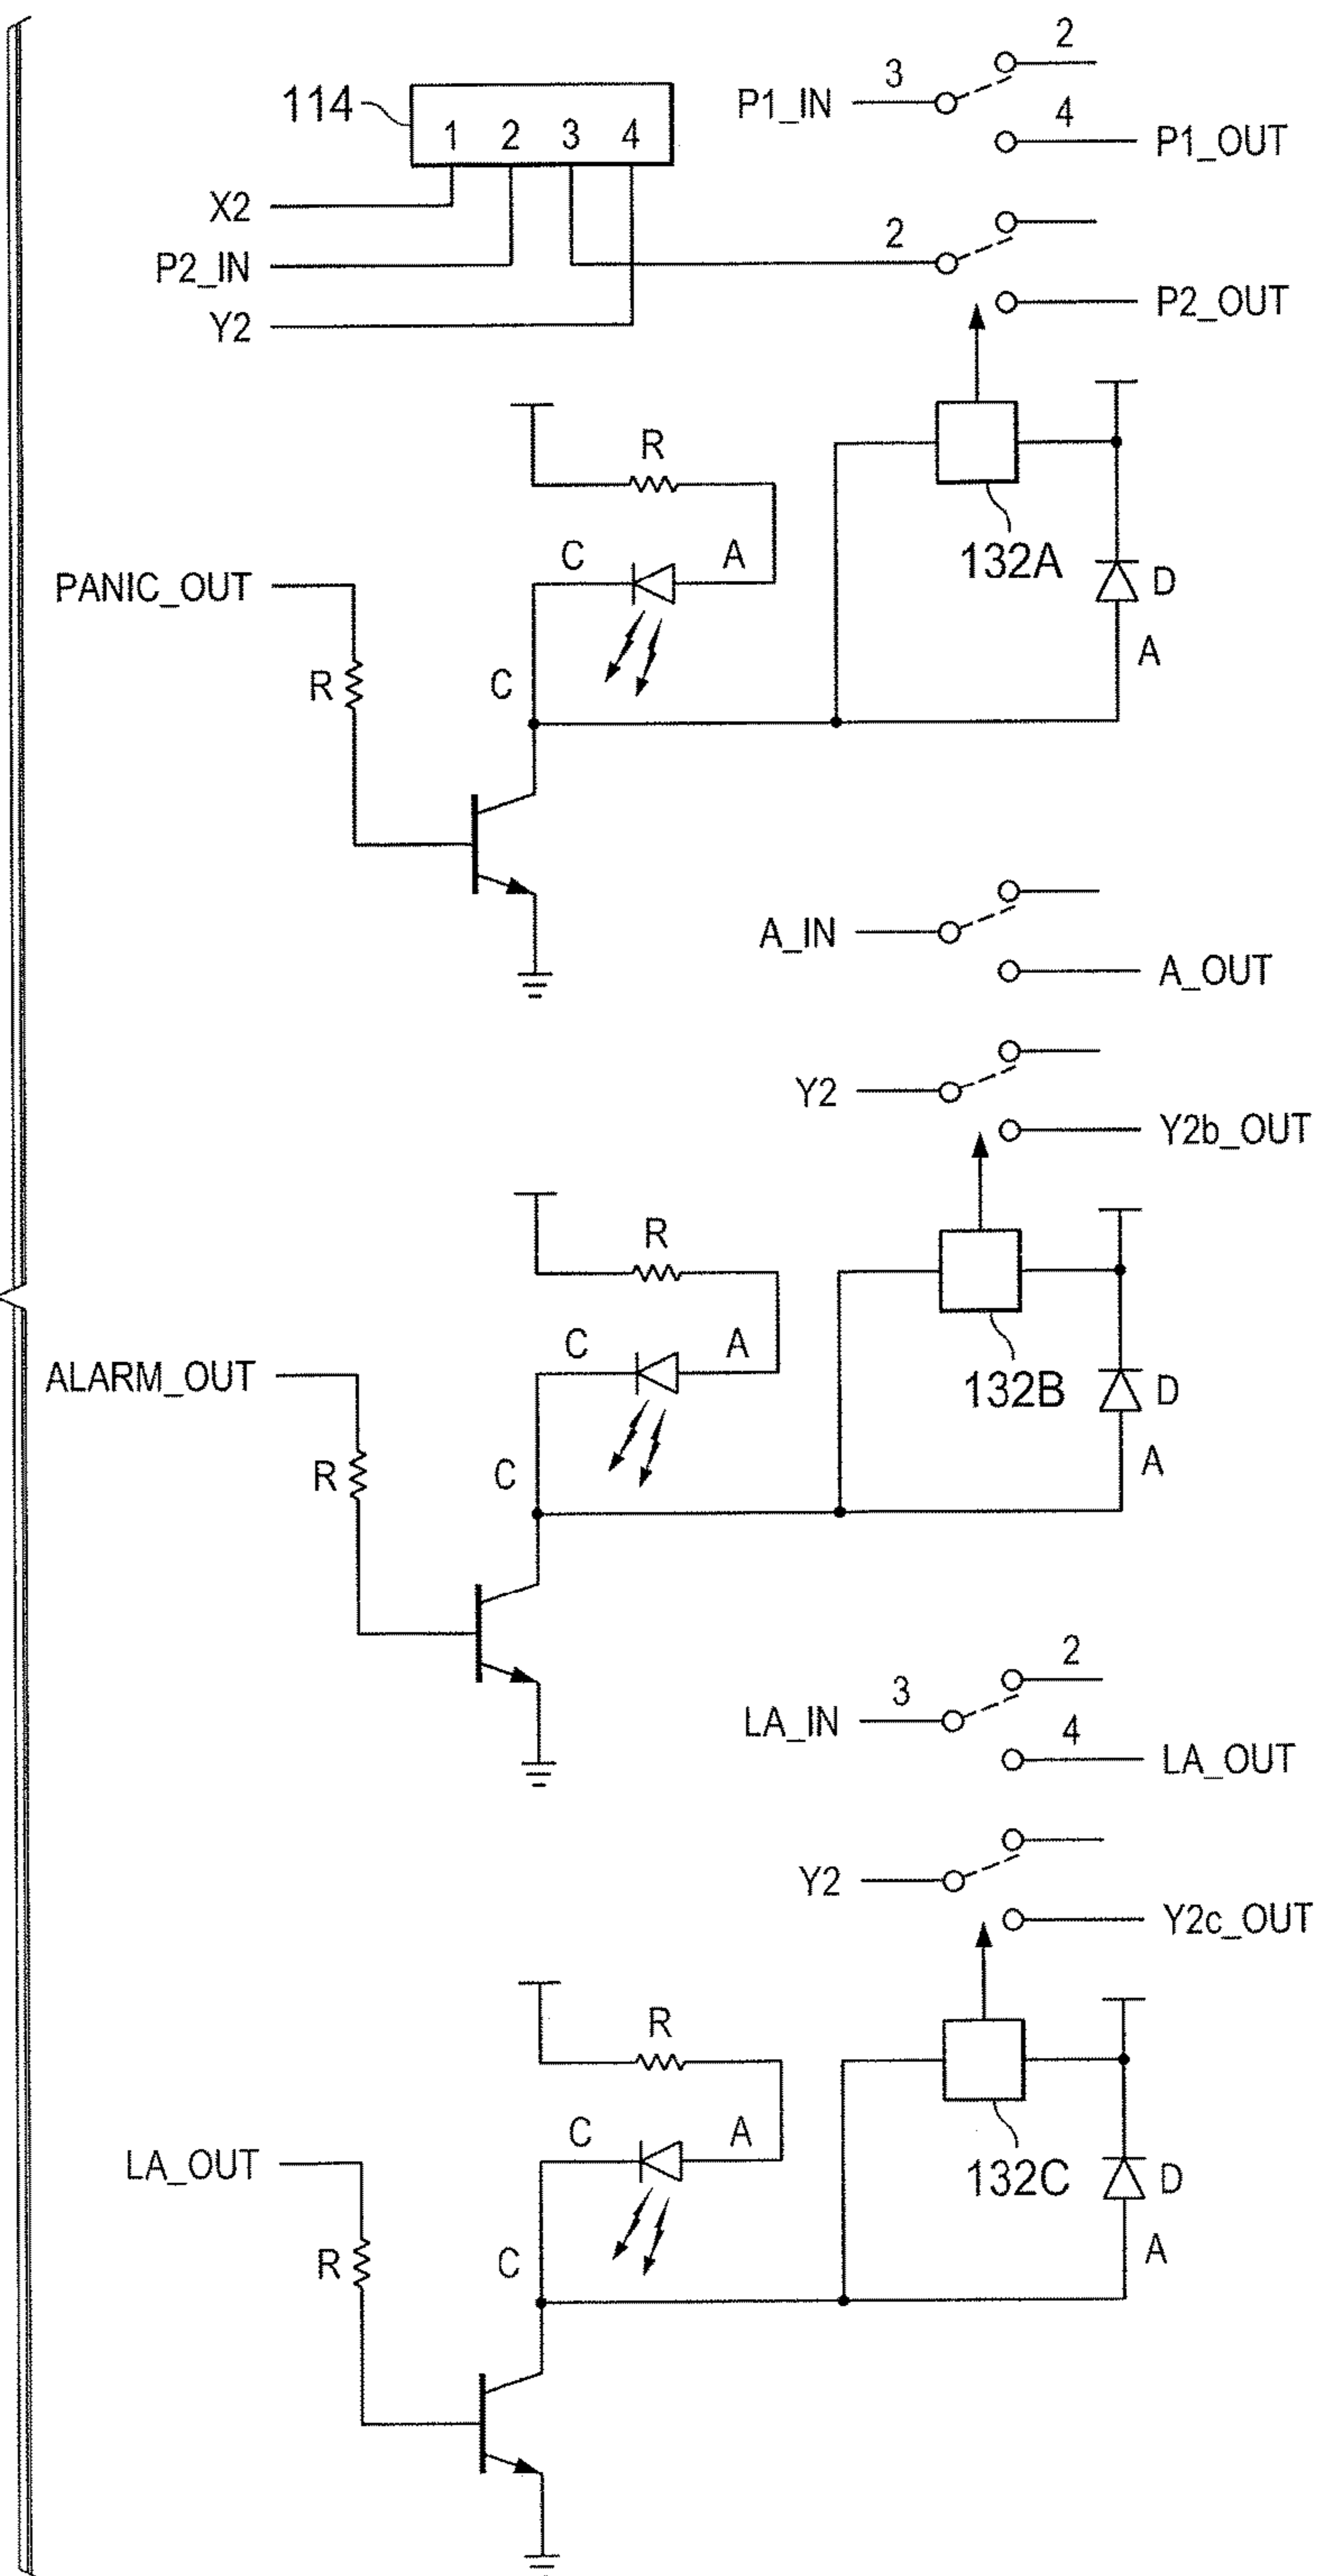 2
3
P1_IN
4
P1_OUT
114
1 2 3 4
X2
P2_IN
Y2
2
P2_OUT
R
132A
C A
D
A
PANIC_OUT
R
C
A_IN
A_OUT
Y2
Y2b_OUT
R
132B
C A
D
A
ALARM_OUT
R
C
2
3
LA_IN
4
LA_OUT
Y2
Y2c_OUT
R
132C
C A
D
A
LA_OUT
R
C